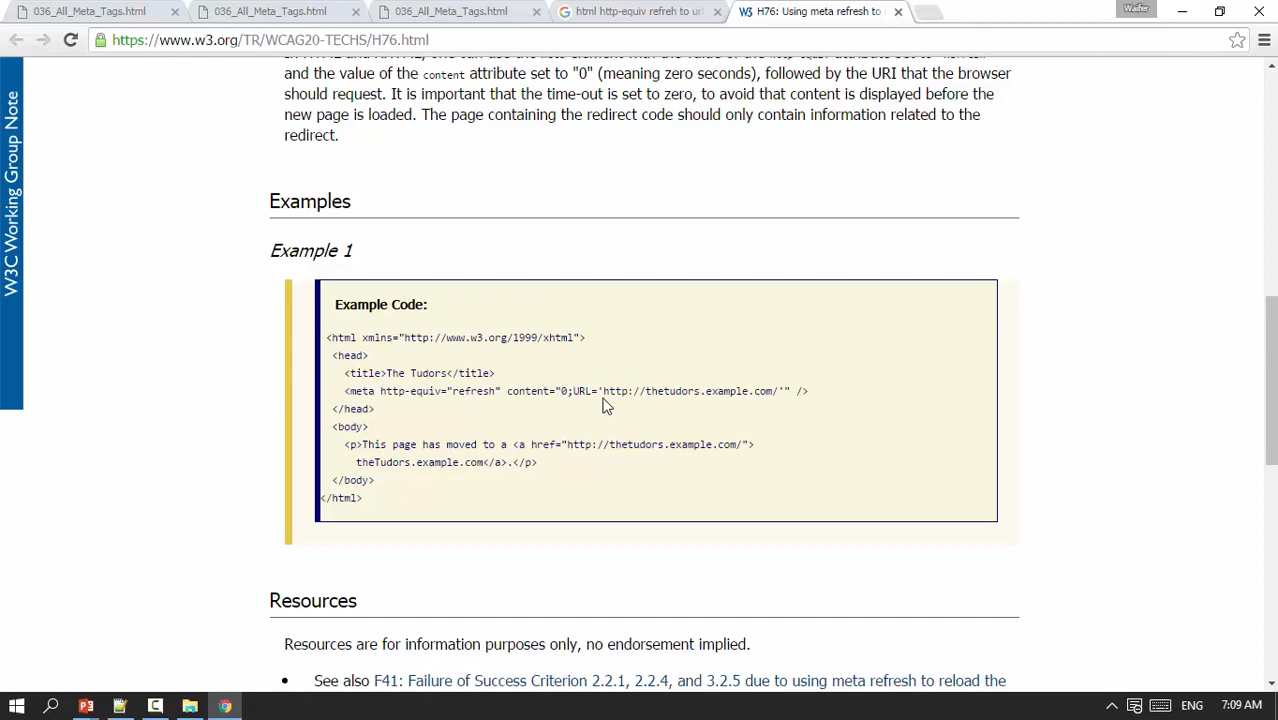 036_All_Meta_Tags.html
036_All_Meta_Tags.html
036_All_Meta_Tags.html
html http-equiv refreh to url
H76: Using meta refresh to
Waifer
https://www.w3.org/TR/WCAG20-TECHS/H76.html
W3C Working Group Note
and the value of the content attribute set to "0" (meaning zero seconds), followed by the URI that the browser
should request. It is important that the time-out is set to zero, to avoid that content is displayed before the
new page is loaded. The page containing the redirect code should only contain information related to the
redirect.
Examples
Example 1
Example Code:
<html xmlns="http://www.w3.org/1999/xhtml">
<head>
<title>The Tudors</title>
<meta http-equiv="refresh" content="0;URL='http://thetudors.example.com/'" />
</head>
<body>
<p>This page has moved to a <a href="http://thetudors.example.com/">
theTudors.example.com</a>.</p>
</body>
</html>
Resources
Resources are for information purposes only, no endorsement implied.
See also F41: Failure of Success Criterion 2.2.1, 2.2.4, and 3.2.5 due to using meta refresh to reload the
ENG
7:09 AM